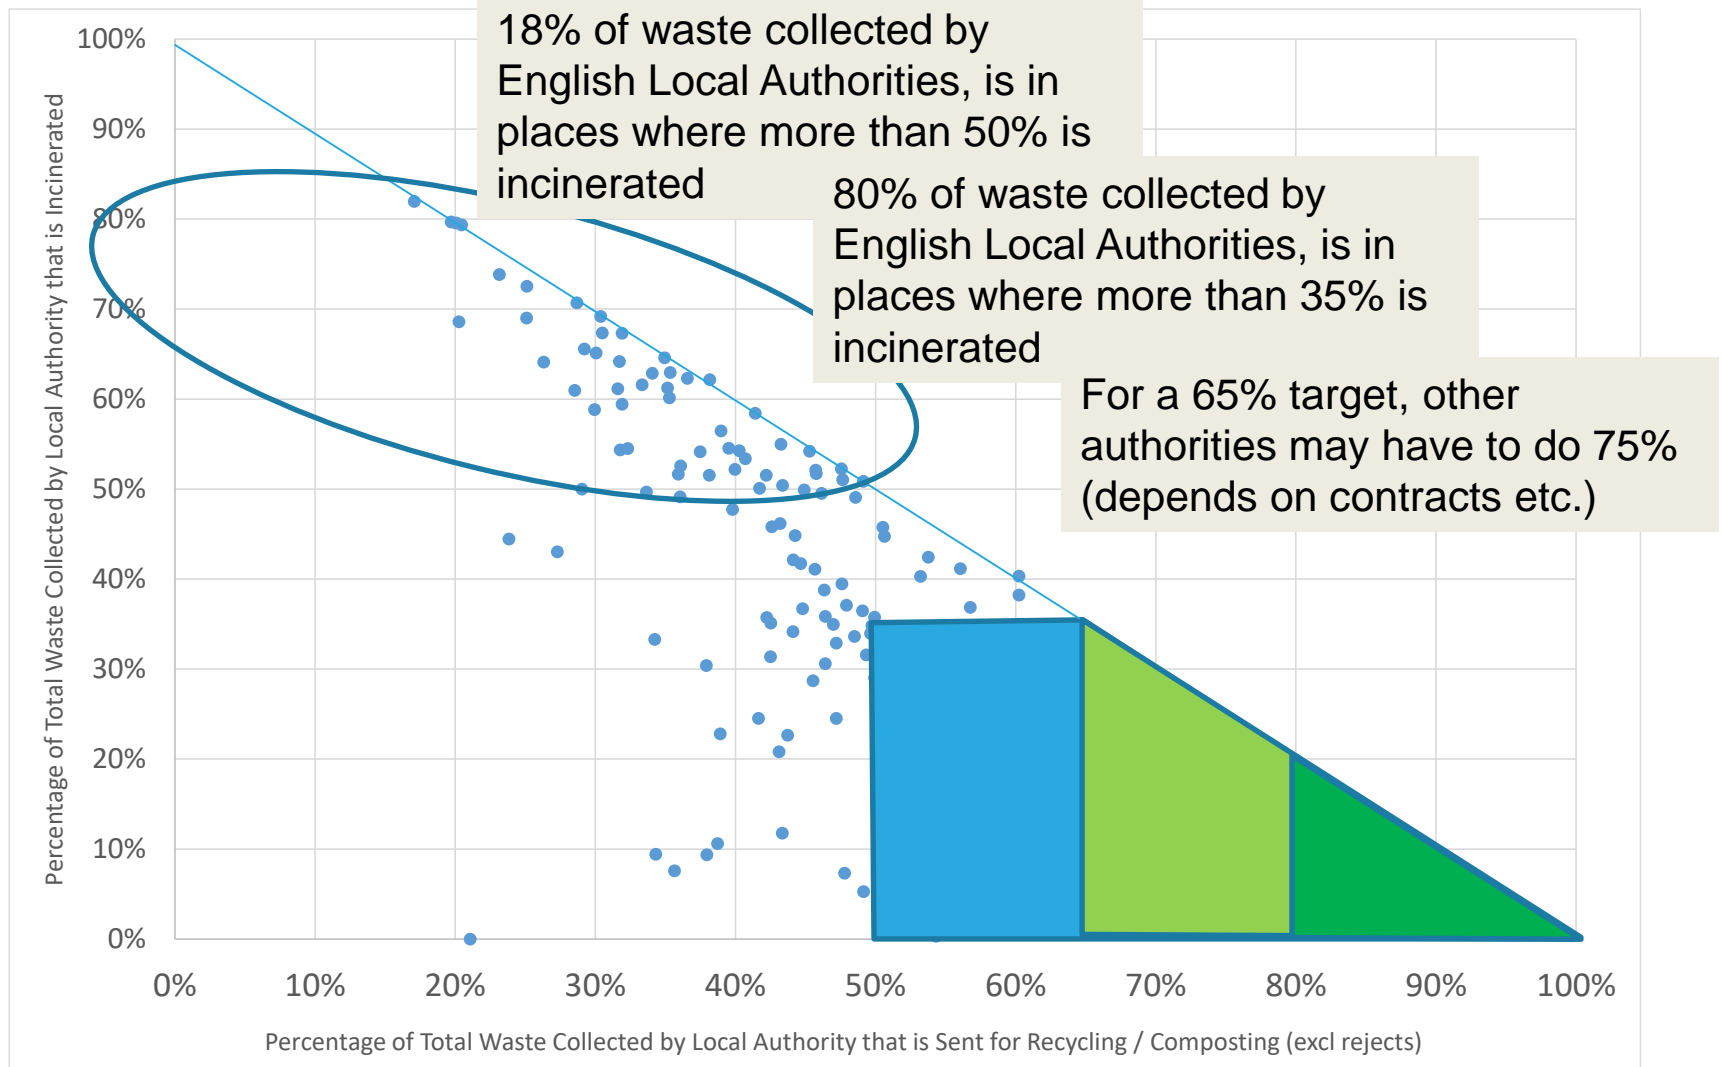 18% of waste collected by
English Local Authorities, is in
places where more than 50% is
incinerated
80% of waste collected by
English Local Authorities, is in
places where more than 35% is
incinerated
For a 65% target, other
authorities may have to do 75%
(depends on contracts etc.)
Percentage of Total Waste Collected by Local Authority that is Incinerated
100%
90%
80%
70%
60%
50%
40%
30%
20%
10%
0%
0% 10% 20% 30% 40% 50% 60% 70% 80% 90% 100%
Percentage of Total Waste Collected by Local Authority that is Sent for Recycling / Composting (excl rejects)